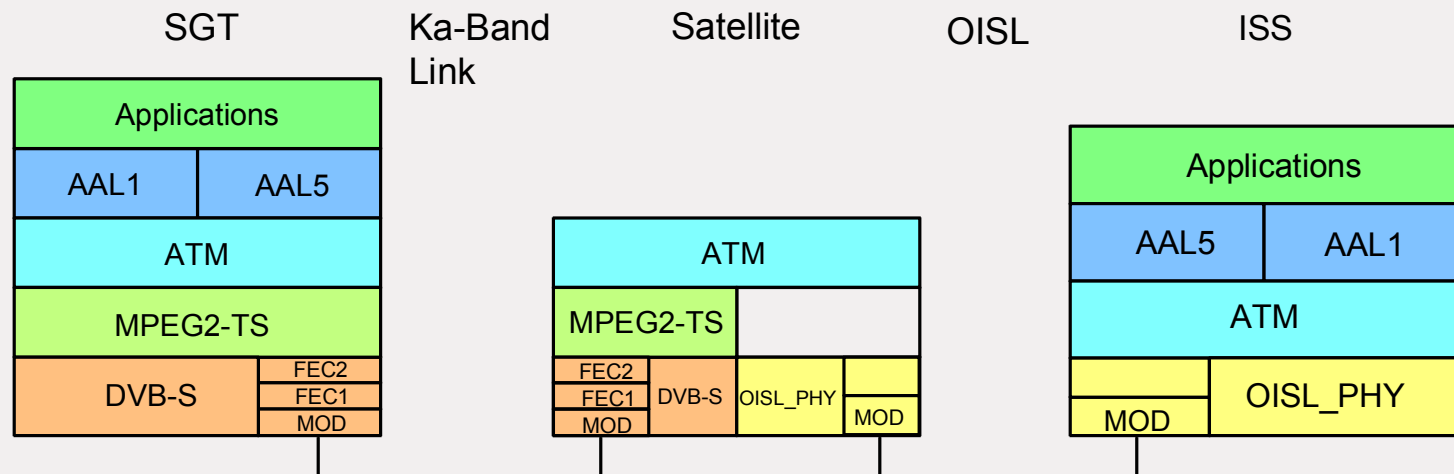 SGT
Ka-Band
Link
Satellite
OISL
ISS
Applications
AAL1
AAL5
ATM
MPEG2-TS
DVB-S
FEC2
FEC1
MOD
ATM
MPEG2-TS
FEC2
FEC1
MOD
DVB-S
OISL_PHY
MOD
Applications
AAL5
AAL1
ATM
MOD
OISL_PHY